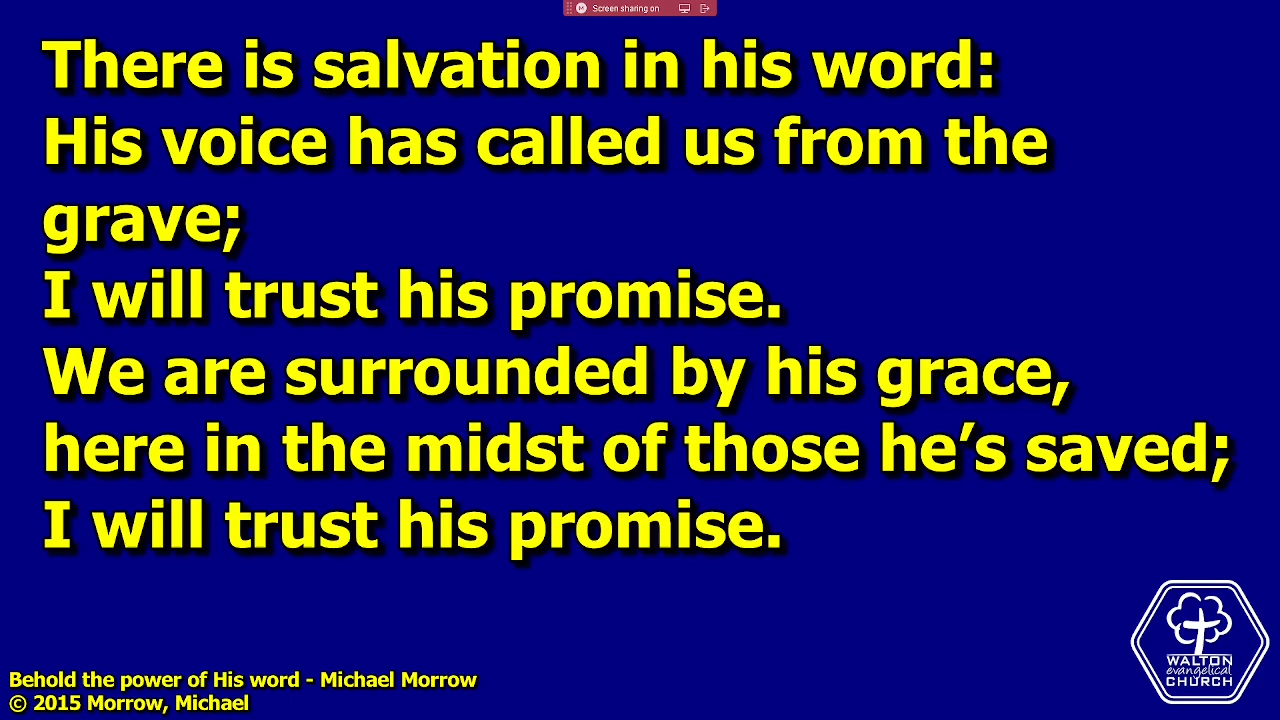 Screen sharing on
There is salvation in his word:
His voice has called us from the
grave;
I will trust his promise.
We are surrounded by his grace,
here in the midst of those he’s saved;
I will trust his promise.
Behold the power of His word - Michael Morrow
© 2015 Morrow, Michael
WALTON
evangelical
CHURCH